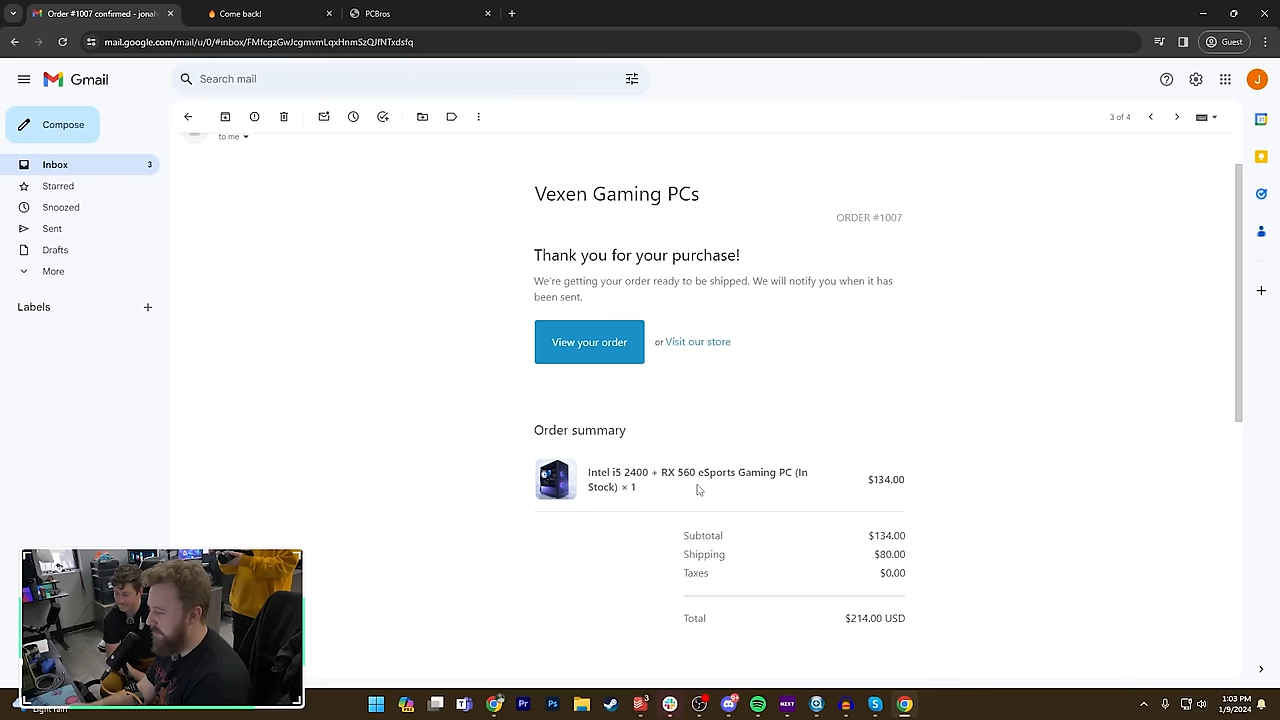 Order #1007 confirmed - jonah
Come back!
PCBros
mail.google.com/mail/u/0/#inbox/FMfcgzGwJcgmvmLqxHnmSzQJfNTxdsfq
Guest
Gmail
Search mail
J
Compose
3 of 4
to me
Inbox 3
Starred
Snoozed
Sent
Drafts
More
Labels
Vexen Gaming PCs
ORDER #1007
Thank you for your purchase!
We're getting your order ready to be shipped. We will notify you when it has
been sent.
View your order
or Visit our store
Order summary
Intel i5 2400 + RX 560 eSports Gaming PC (In
Stock) × 1
$134.00
Subtotal $134.00
Shipping $80.00
Taxes $0.00
Total $214.00 USD
Light rain
1:03 PM
1/9/2024